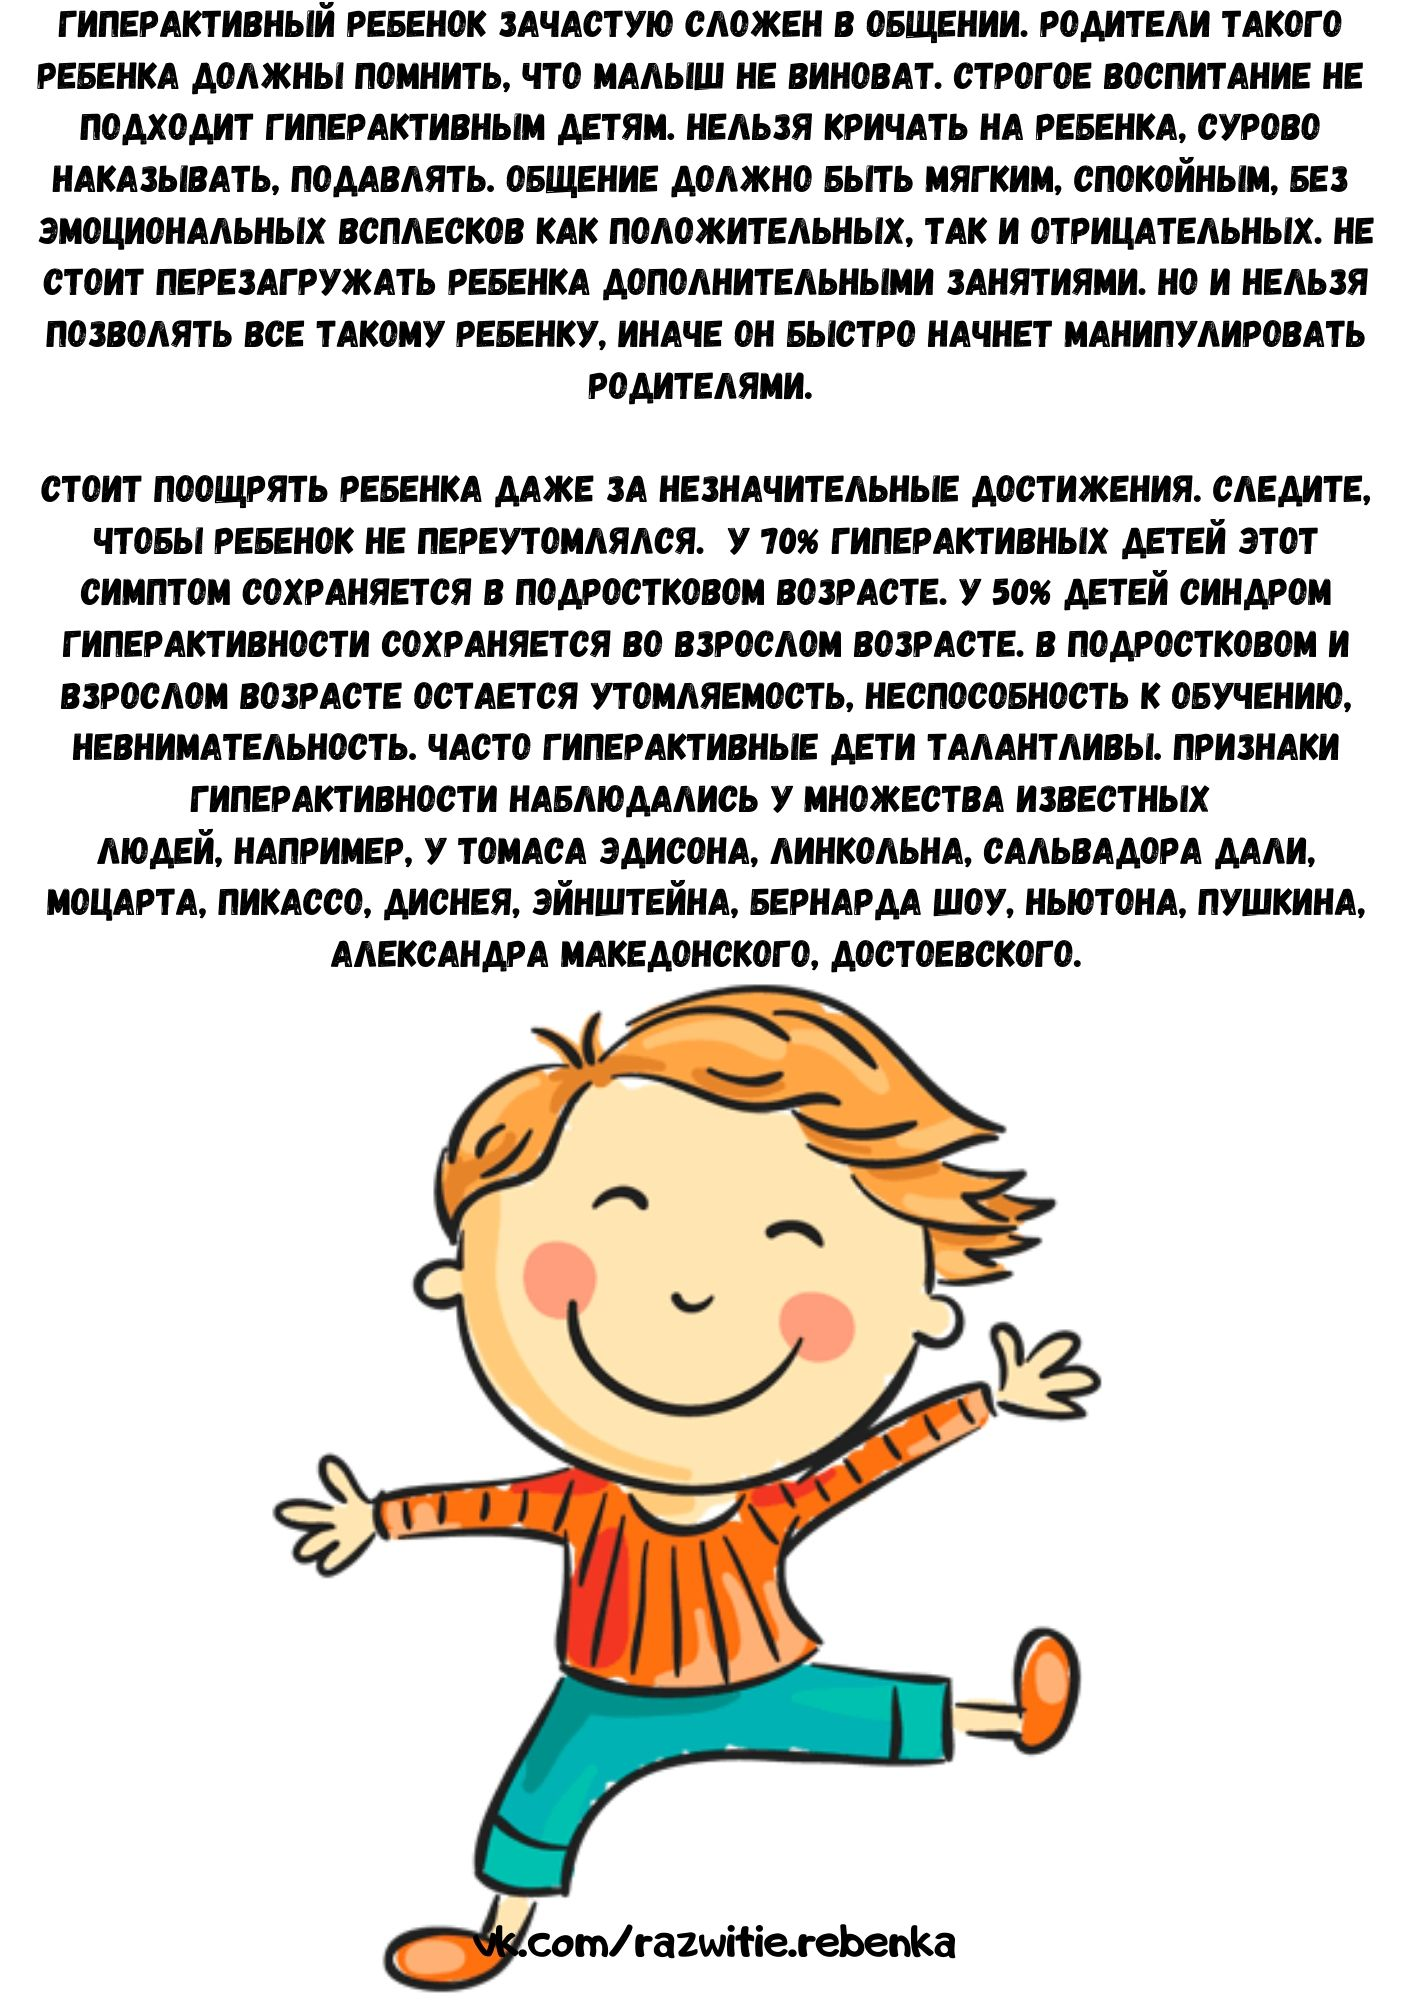 ГИПЕРАКТИВНЫЙ РЕБЕНОК ЗАЧАСТУЮ СЛОЖЕН В ОБЩЕНИИ. РОДИТЕЛИ ТАКОГО
РЕБЕНКА ДОЛЖНЫ ПОМНИТЬ, ЧТО МАЛЫШ НЕ ВИНОВАТ. СТРОГОЕ ВОСПИТАНИЕ НЕ
ПОДХОДИТ ГИПЕРАКТИВНЫМ ДЕТЯМ. НЕЛЬЗЯ КРИЧАТЬ НА РЕБЕНКА, СУРОВО
НАКАЗЫВАТЬ, ПОДАВЛЯТЬ. ОБЩЕНИЕ ДОЛЖНО БЫТЬ МЯГКИМ, СПОКОЙНЫМ, БЕЗ
ЭМОЦИОНАЛЬНЫХ ВСПЛЕСКОВ КАК ПОЛОЖИТЕЛЬНЫХ, ТАК И ОТРИЦАТЕЛЬНЫХ. НЕ
СТОИТ ПЕРЕЗАГРУЖАТЬ РЕБЕНКА ДОПОЛНИТЕЛЬНЫМИ ЗАНЯТИЯМИ. НО И НЕЛЬЗЯ
ПОЗВОЛЯТЬ ВСЕ ТАКОМУ РЕБЕНКУ, ИНАЧЕ ОН БЫСТРО НАЧНЕТ МАНИПУЛИРОВАТЬ
РОДИТЕЛЯМИ.
СТОИТ ПООЩРЯТЬ РЕБЕНКА ДАЖЕ ЗА НЕЗНАЧИТЕЛЬНЫЕ ДОСТИЖЕНИЯ. СЛЕДИТЕ,
ЧТОБЫ РЕБЕНОК НЕ ПЕРЕУТОМЛЯЛСЯ. У 70% ГИПЕРАКТИВНЫХ ДЕТЕЙ ЭТОТ
СИМПТОМ СОХРАНЯЕТСЯ В ПОДРОСТКОВОМ ВОЗРАСТЕ. У 50% ДЕТЕЙ СИНДРОМ
ГИПЕРАКТИВНОСТИ СОХРАНЯЕТСЯ ВО ВЗРОСЛОМ ВОЗРАСТЕ. В ПОДРОСТКОВОМ И
ВЗРОСЛОМ ВОЗРАСТЕ ОСТАЕТСЯ УТОМЛЯЕМОСТЬ, НЕСПОСОБНОСТЬ К ОБУЧЕНИЮ,
НЕВНИМАТЕЛЬНОСТЬ. ЧАСТО ГИПЕРАКТИВНЫЕ ДЕТИ ТАЛАНТЛИВЫ. ПРИЗНАКИ
ГИПЕРАКТИВНОСТИ НАБЛЮДАЛИСЬ У МНОЖЕСТВА ИЗВЕСТНЫХ
ЛЮДЕЙ, НАПРИМЕР, У ТОМАСА ЭДИСОНА, ЛИНКОЛЬНА, САЛЬВАДОРА ДАЛИ,
МОЦАРТА, ПИКАССО, ДИСНЕЯ, ЭЙНШТЕЙНА, БЕРНАРДА ШОУ, НЬЮТОНА, ПУШКИНА,
АЛЕКСАНДРА МАКЕДОНСКОГО, ДОСТОЕВСКОГО.
vk.com/razwitie.rebenka